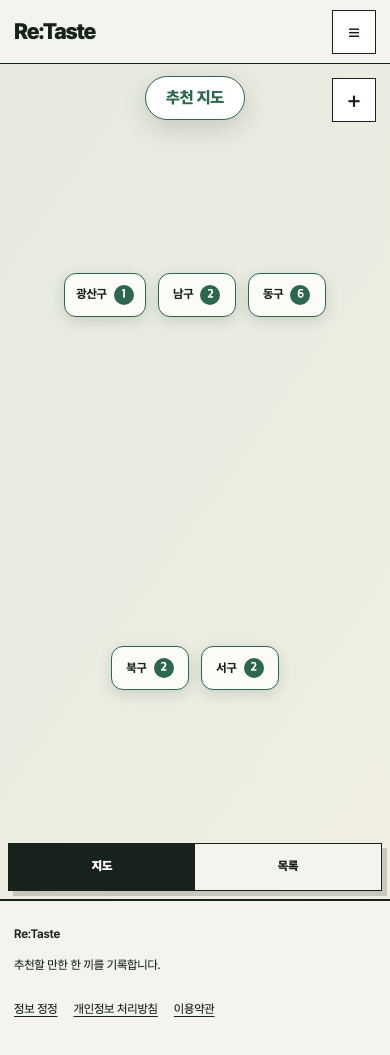 Re:Taste
≡
추천 지도
+
광산구 1
남구 2
동구 6
북구 2
서구 2
지도
목록
Re:Taste
추천할 만한 한 끼를 기록합니다.
정보 정정 개인정보 처리방침 이용약관